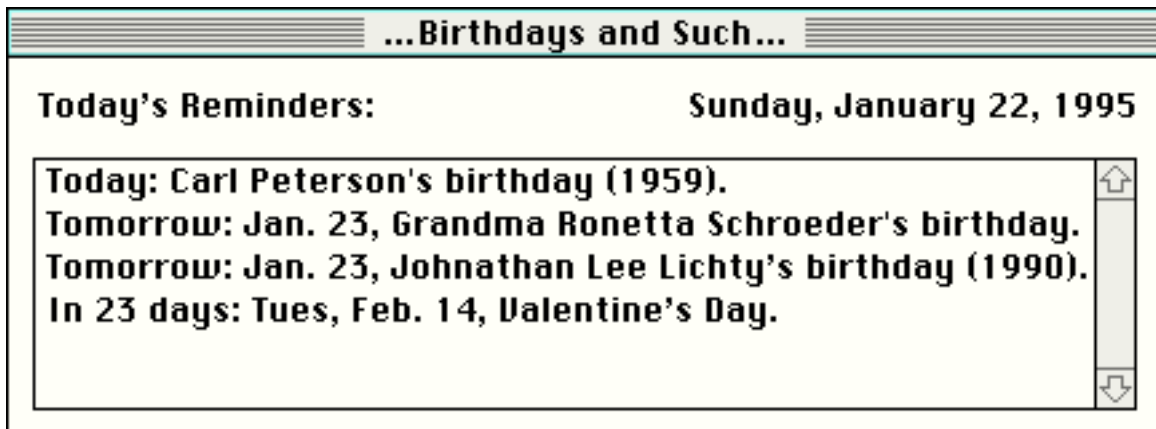 ...Birthdays and Such...
Today's Reminders: Sunday, January 22, 1995
Today: Carl Peterson's birthday (1959).
Tomorrow: Jan. 23, Grandma Ronetta Schroeder's birthday.
Tomorrow: Jan. 23, Johnathan Lee Lichty's birthday (1990).
In 23 days: Tues, Feb. 14, Valentine's Day.